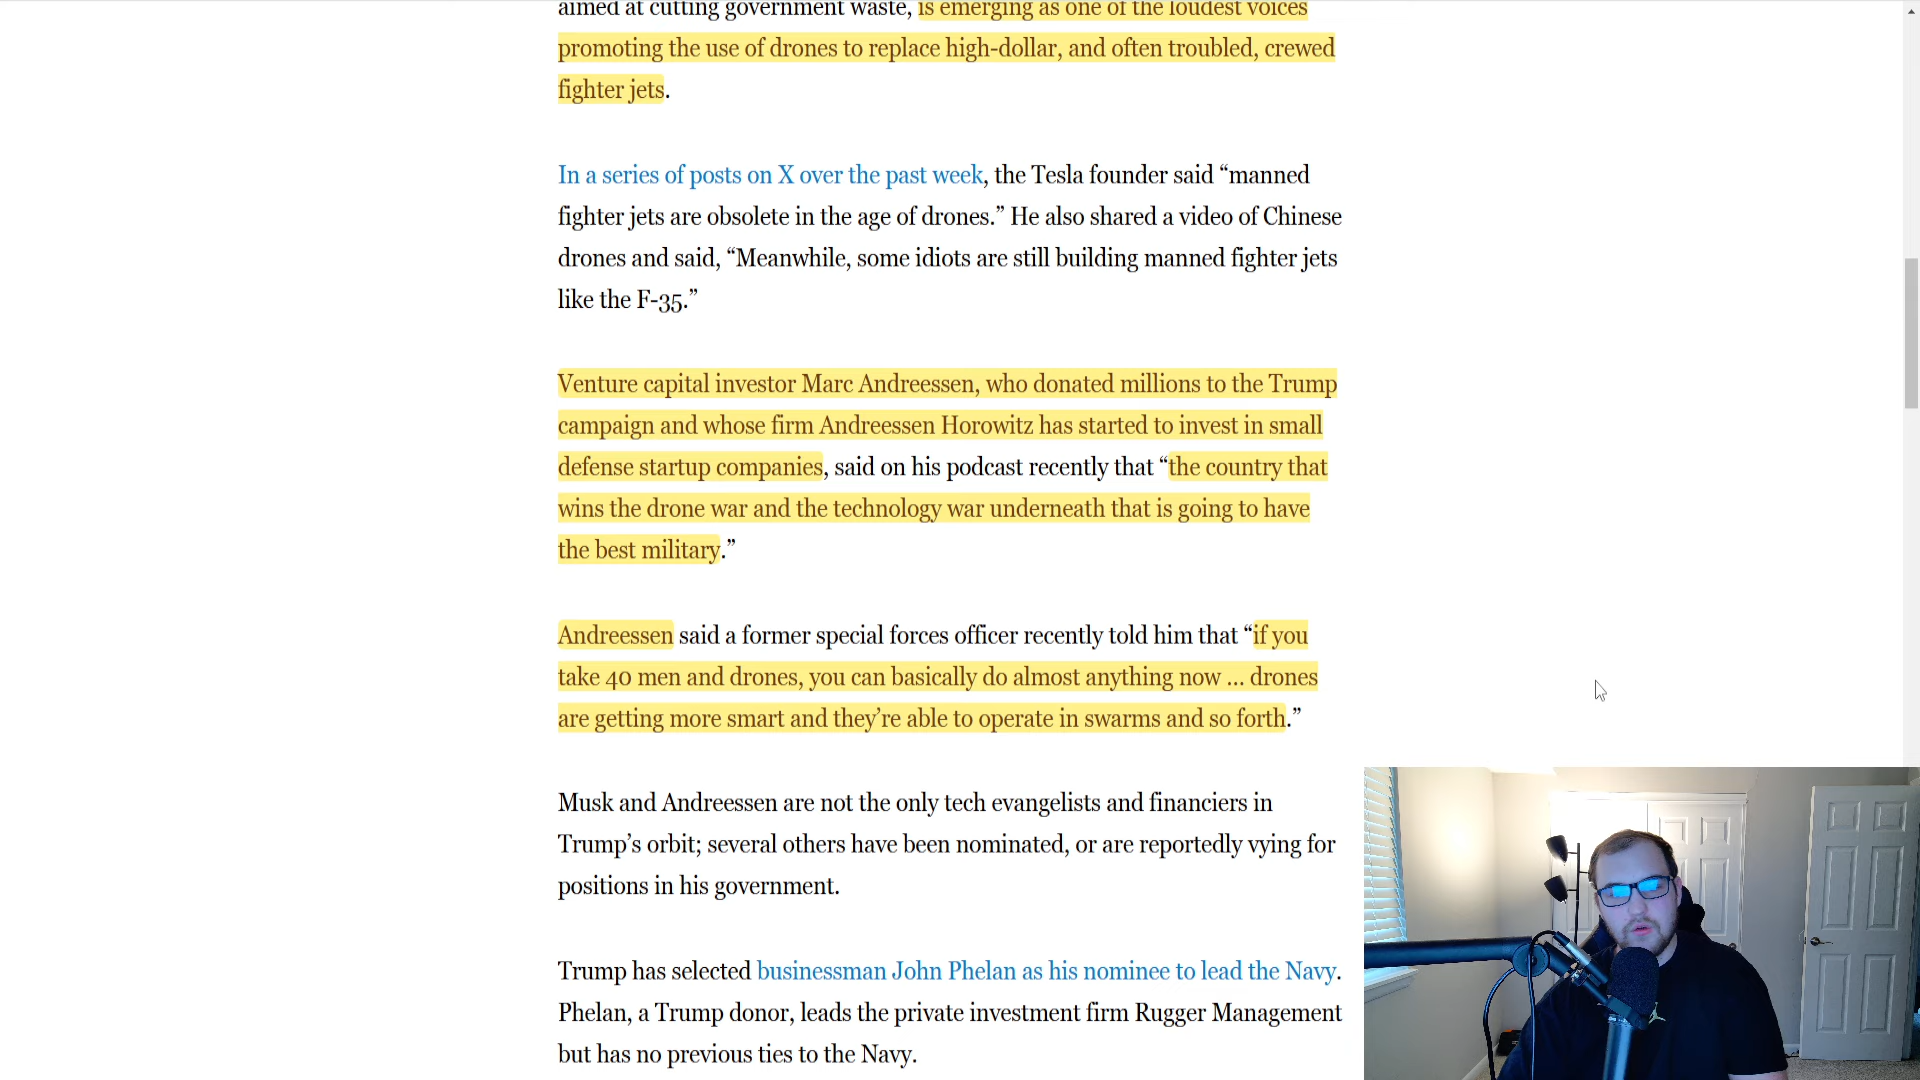 aimed at cutting government waste, is emerging as one of the loudest voices
promoting the use of drones to replace high-dollar, and often troubled, crewed
fighter jets.
In a series of posts on X over the past week, the Tesla founder said “manned
fighter jets are obsolete in the age of drones.” He also shared a video of Chinese
drones and said, “Meanwhile, some idiots are still building manned fighter jets
like the F-35.”
Venture capital investor Marc Andreessen, who donated millions to the Trump
campaign and whose firm Andreessen Horowitz has started to invest in small
defense startup companies, said on his podcast recently that “the country that
wins the drone war and the technology war underneath that is going to have
the best military.”
Andreessen said a former special forces officer recently told him that “if you
take 40 men and drones, you can basically do almost anything now ... drones
are getting more smart and they’re able to operate in swarms and so forth.”
Musk and Andreessen are not the only tech evangelists and financiers in
Trump’s orbit; several others have been nominated, or are reportedly vying for
positions in his government.
Trump has selected businessman John Phelan as his nominee to lead the Navy.
Phelan, a Trump donor, leads the private investment firm Rugger Management
but has no previous ties to the Navy.